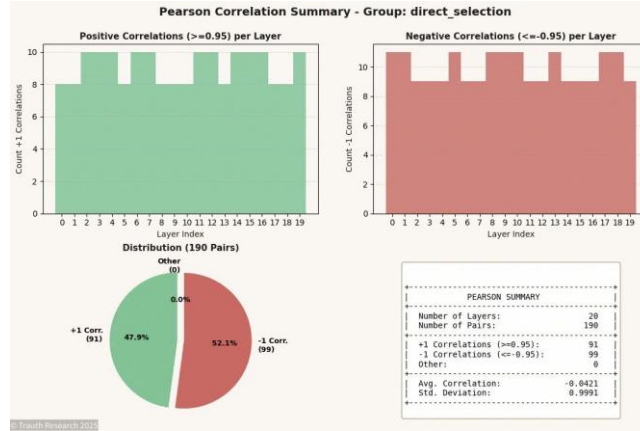 Pearson Correlation Summary - Group: direct_selection
Positive Correlations (>=0.95) per Layer
Count +1 Correlations
10
8
6
4
2
0
0 1 2 3 4 5 6 7 8 9 10 11 12 13 14 15 16 17 18 19
Layer Index
Negative Correlations (<=-0.95) per Layer
Count -1 Correlations
10
8
6
4
2
0
0 1 2 3 4 5 6 7 8 9 10 11 12 13 14 15 16 17 18 19
Layer Index
Distribution (190 Pairs)
Other
(0)
0.0%
+1 Corr.
(91)
47.9%
52.1%
-1 Corr.
(99)
PEARSON SUMMARY
Number of Layers: 20
Number of Pairs: 190
+1 Correlations (>=0.95): 91
-1 Correlations (<=-0.95): 99
Other: 0
Avg. Correlation: -0.0421
Std. Deviation: 0.9991
© Trauth Research 2025